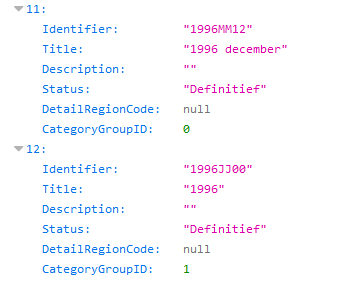 11:
Identifier: "1996MM12"
Title: "1996 december"
Description: ""
Status: "Definitief"
DetailRegionCode: null
CategoryGroupID: 0
12:
Identifier: "1996JJ00"
Title: "1996"
Description: ""
Status: "Definitief"
DetailRegionCode: null
CategoryGroupID: 1